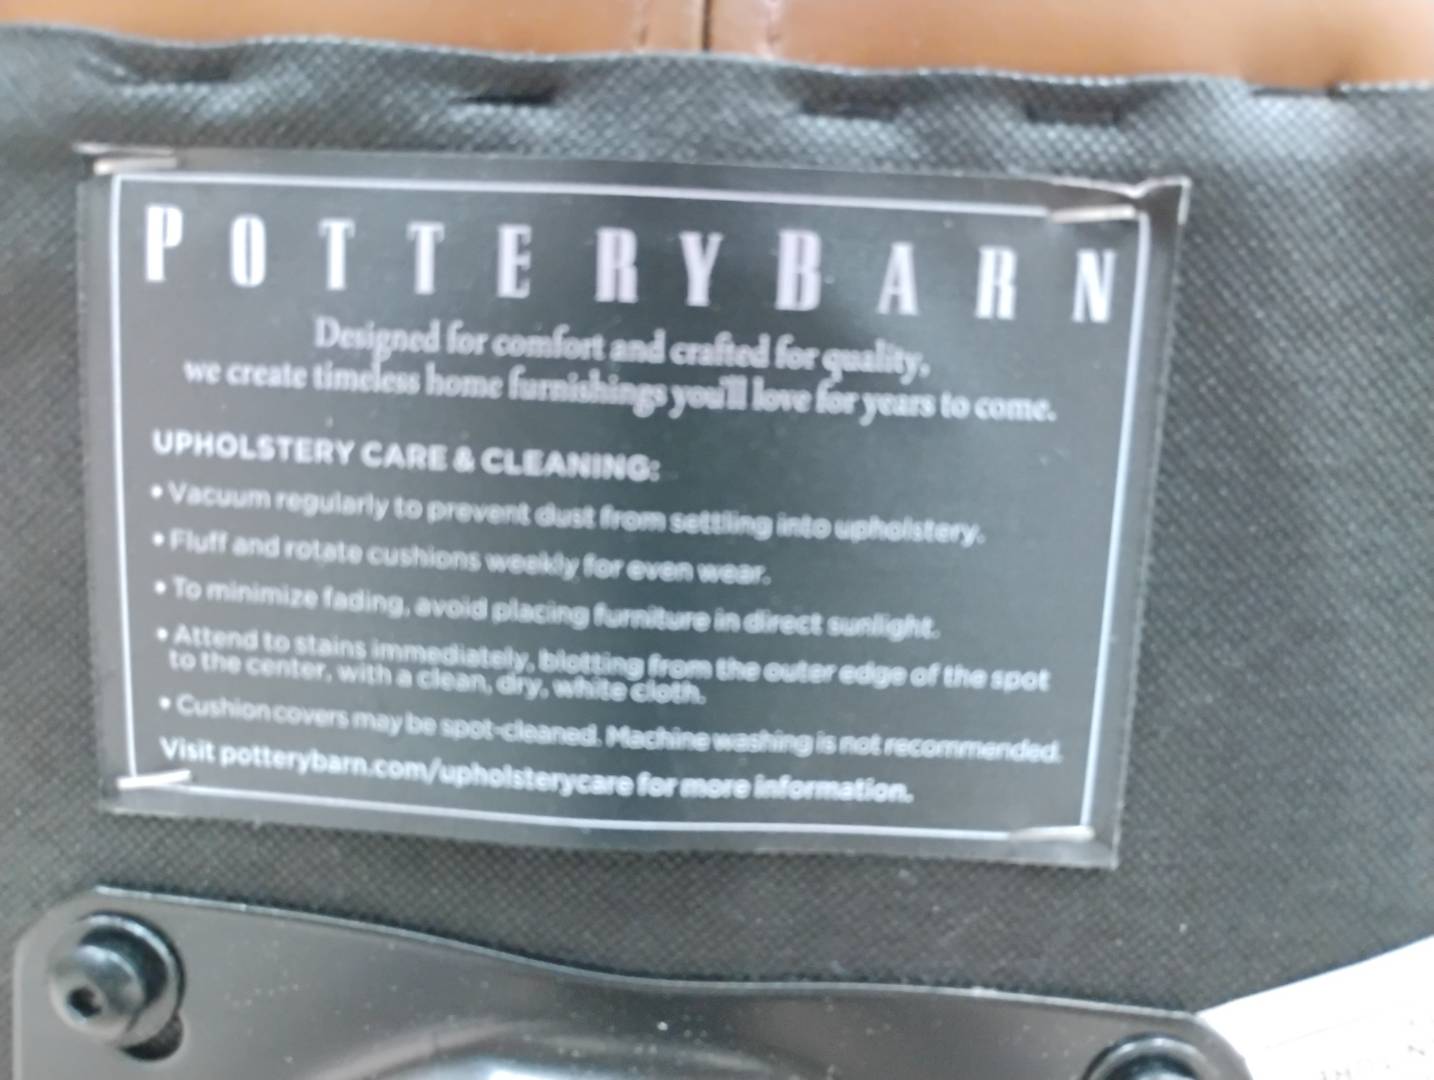 POTTERYBARN
Designed for comfort and crafted for quality,
we create timeless home furnishings you'll love for years to come.
UPHOLSTERY CARE & CLEANING:
• Vacuum regularly to prevent dust from settling into upholstery.
• Fluff and rotate cushions weekly for even wear.
• To minimize fading, avoid placing furniture in direct sunlight.
• Attend to stains immediately, blotting from the outer edge of the spot
to the center, with a clean, dry, white cloth.
• Cushion covers may be spot-cleaned. Machine washing is not recommended.
Visit potterybarn.com/upholsterycare for more information.